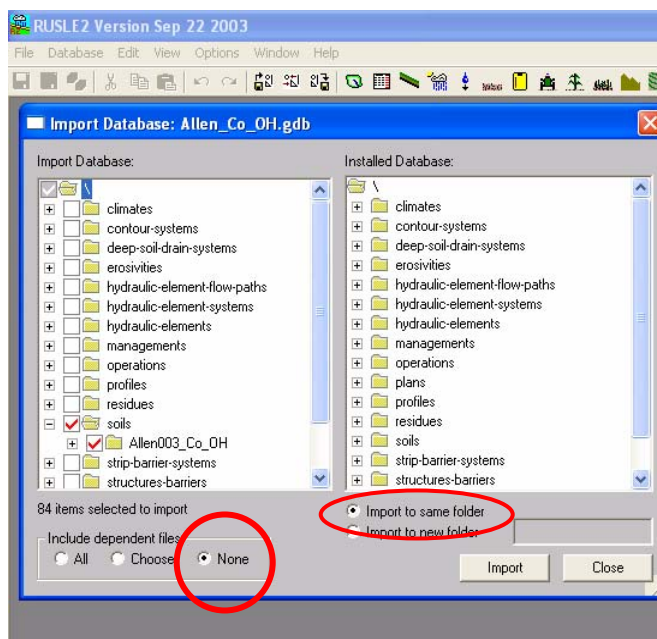 RUSLE2 Version Sep 22 2003
File Database Edit View Options Window Help
Import Database: Allen_Co_OH.gdb
Import Database:
\
climates
contour-systems
deep-soil-drain-systems
erosivities
hydraulic-element-flow-paths
hydraulic-element-systems
hydraulic-elements
managements
operations
profiles
residues
soils
Allen003_Co_OH
strip-barrier-systems
structures-barriers
84 items selected to import
Include dependent files
All Choose None
Installed Database:
\
climates
contour-systems
deep-soil-drain-systems
erosivities
hydraulic-element-flow-paths
hydraulic-element-systems
hydraulic-elements
managements
operations
plans
profiles
residues
soils
strip-barrier-systems
structures-barriers
Import to same folder
Import to new folder
Import Close